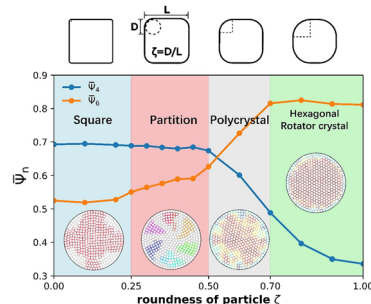 L
D
ζ=D/L
0.9
0.8
0.7
0.6
0.5
0.4
0.3
Ψ̄ₙ
Ψ̄₄
Ψ̄₆
Square
Partition
Polycrystal
Hexagonal
Rotator crystal
0.00 0.25 0.50 0.70 1.00
roundness of particle ζ